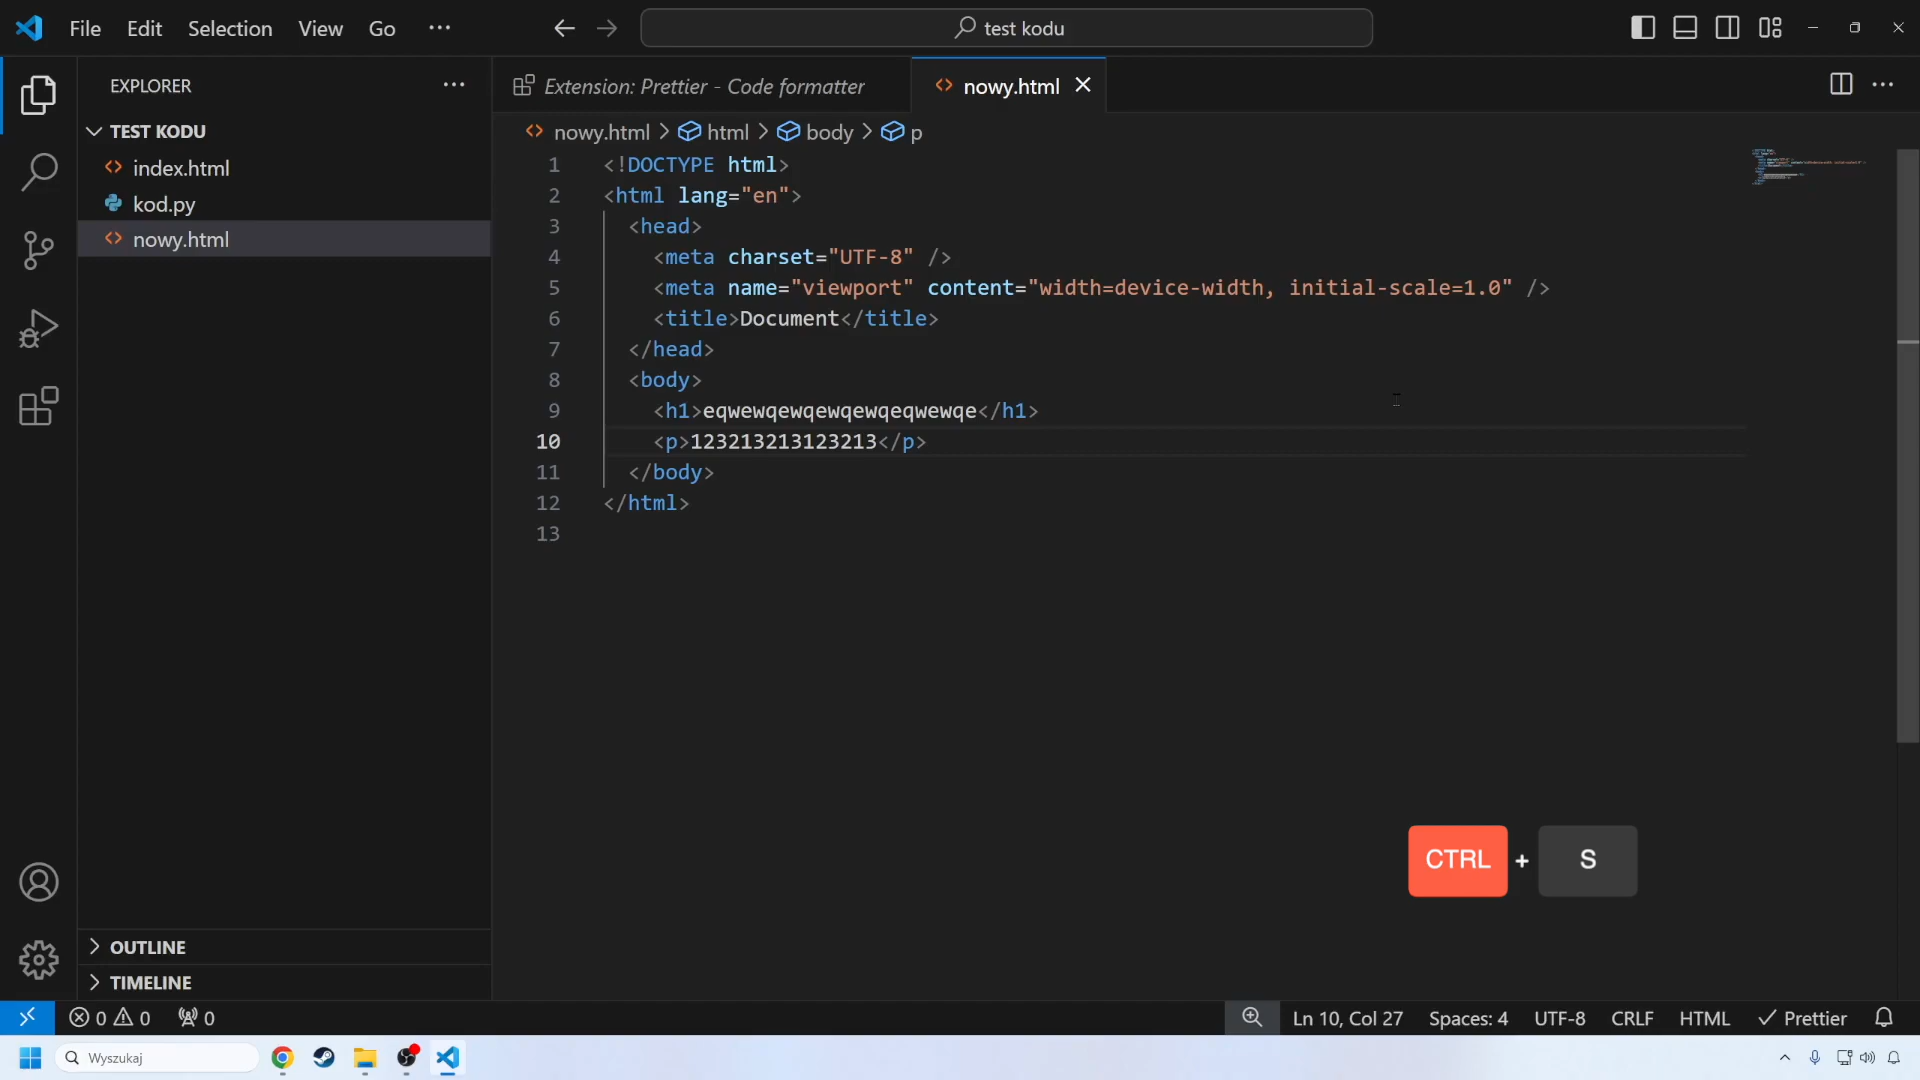 File Edit Selection View Go ···
test kodu
EXPLORER ···
TEST KODU
index.html
kod.py
nowy.html
OUTLINE
TIMELINE
Extension: Prettier - Code formatter
nowy.html
nowy.html > html > body > p
1 <!DOCTYPE html>
2 <html lang="en">
3 <head>
4 <meta charset="UTF-8" />
5 <meta name="viewport" content="width=device-width, initial-scale=1.0" />
6 <title>Document</title>
7 </head>
8 <body>
9 <h1>eqwewqewqewqewqeqwewqe</h1>
10 <p>123213213123213</p>
11 </body>
12 </html>
13
CTRL + S
0 0 0
Ln 10, Col 27 Spaces: 4 UTF-8 CRLF HTML Prettier
Wyszukaj